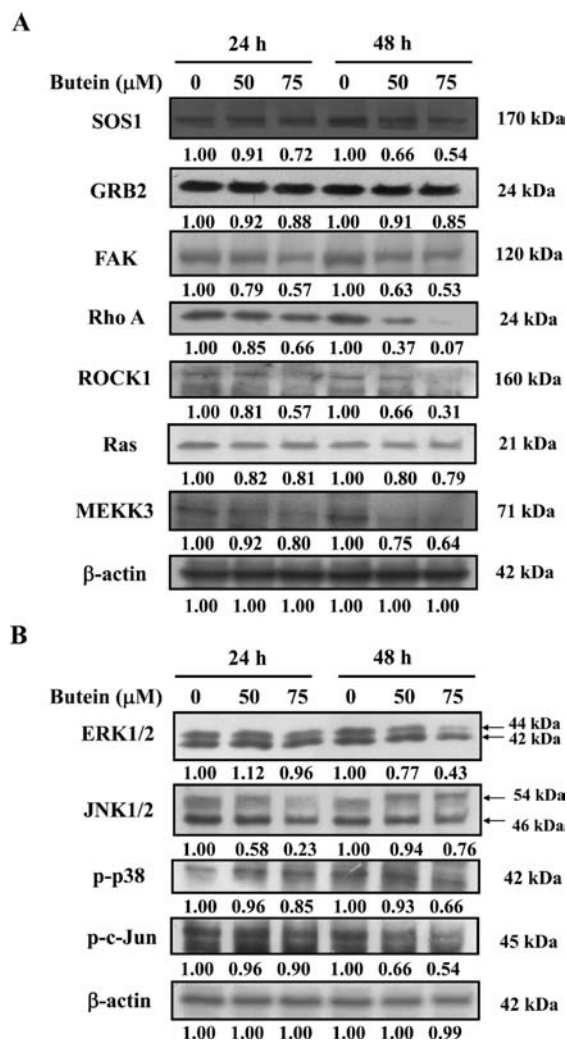 A
24 h 48 h
Butein (μM) 0 50 75 0 50 75
SOS1 170 kDa
1.00 0.91 0.72 1.00 0.66 0.54
GRB2 24 kDa
1.00 0.92 0.88 1.00 0.91 0.85
FAK 120 kDa
1.00 0.79 0.57 1.00 0.63 0.53
Rho A 24 kDa
1.00 0.85 0.66 1.00 0.37 0.07
ROCK1 160 kDa
1.00 0.81 0.57 1.00 0.66 0.31
Ras 21 kDa
1.00 0.82 0.81 1.00 0.80 0.79
MEKK3 71 kDa
1.00 0.92 0.80 1.00 0.75 0.64
β-actin 42 kDa
1.00 1.00 1.00 1.00 1.00 1.00
B
24 h 48 h
Butein (μM) 0 50 75 0 50 75
44 kDa
ERK1/2 42 kDa
1.00 1.12 0.96 1.00 0.77 0.43
JNK1/2 54 kDa
46 kDa
1.00 0.58 0.23 1.00 0.94 0.76
p-p38 42 kDa
1.00 0.96 0.85 1.00 0.93 0.66
p-c-Jun 45 kDa
1.00 0.96 0.90 1.00 0.66 0.54
β-actin 42 kDa
1.00 1.00 1.00 1.00 1.00 0.99